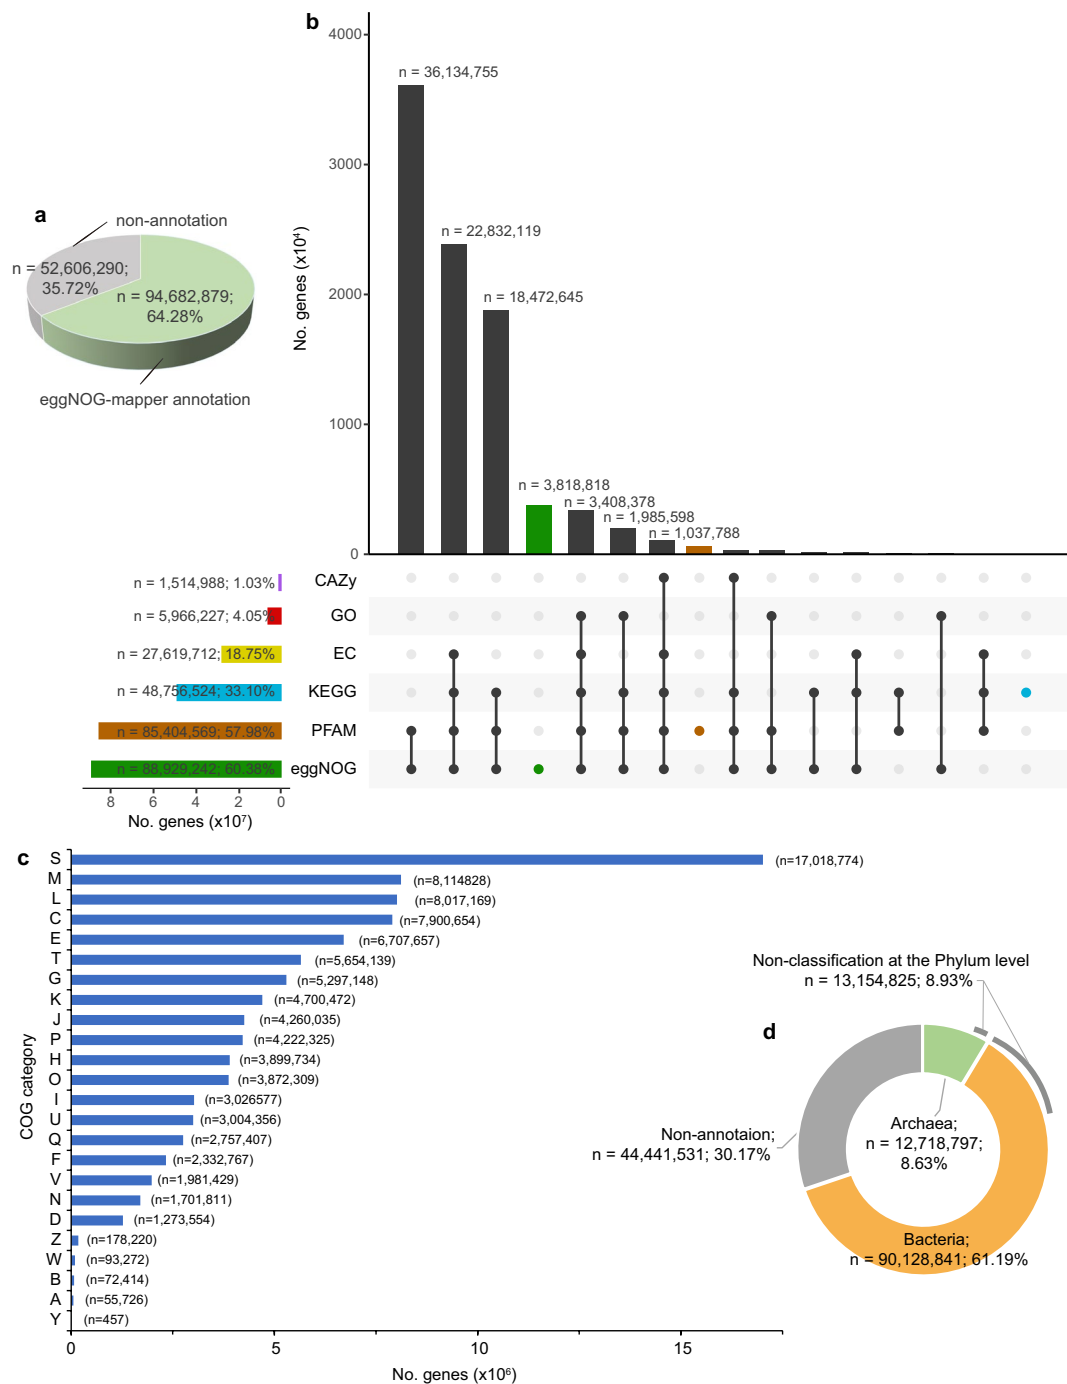 a
non-annotation
n = 52,606,290;
35.72%
n = 94,682,879;
64.28%
eggNOG-mapper annotation
b
No. genes (x10⁴)
4000
3000
2000
1000
0
n = 36,134,755
n = 22,832,119
n = 18,472,645
n = 3,818,818
n = 3,408,378
n = 1,985,598
n = 1,037,788
n = 1,514,988; 1.03%
CAZy
n = 5,966,227; 4.05%
GO
n = 27,619,712; 18.75%
EC
n = 48,756,524; 33.10%
KEGG
n = 85,404,569; 57.98%
PFAM
n = 88,929,242; 60.38%
eggNOG
8 6 4 2 0
No. genes (x10⁷)
c
COG category
S (n=17,018,774)
M (n=8,114828)
L (n=8,017,169)
C (n=7,900,654)
E (n=6,707,657)
T (n=5,654,139)
G (n=5,297,148)
K (n=4,700,472)
J (n=4,260,035)
P (n=4,222,325)
H (n=3,899,734)
O (n=3,872,309)
I (n=3,026577)
U (n=3,004,356)
Q (n=2,757,407)
F (n=2,332,767)
V (n=1,981,429)
N (n=1,701,811)
D (n=1,273,554)
Z (n=178,220)
W (n=93,272)
B (n=72,414)
A (n=55,726)
Y (n=457)
0 5 10 15
No. genes (x10⁶)
d
Non-classification at the Phylum level
n = 13,154,825; 8.93%
Archaea;
n = 12,718,797;
8.63%
Non-annotaion;
n = 44,441,531; 30.17%
Bacteria;
n = 90,128,841; 61.19%